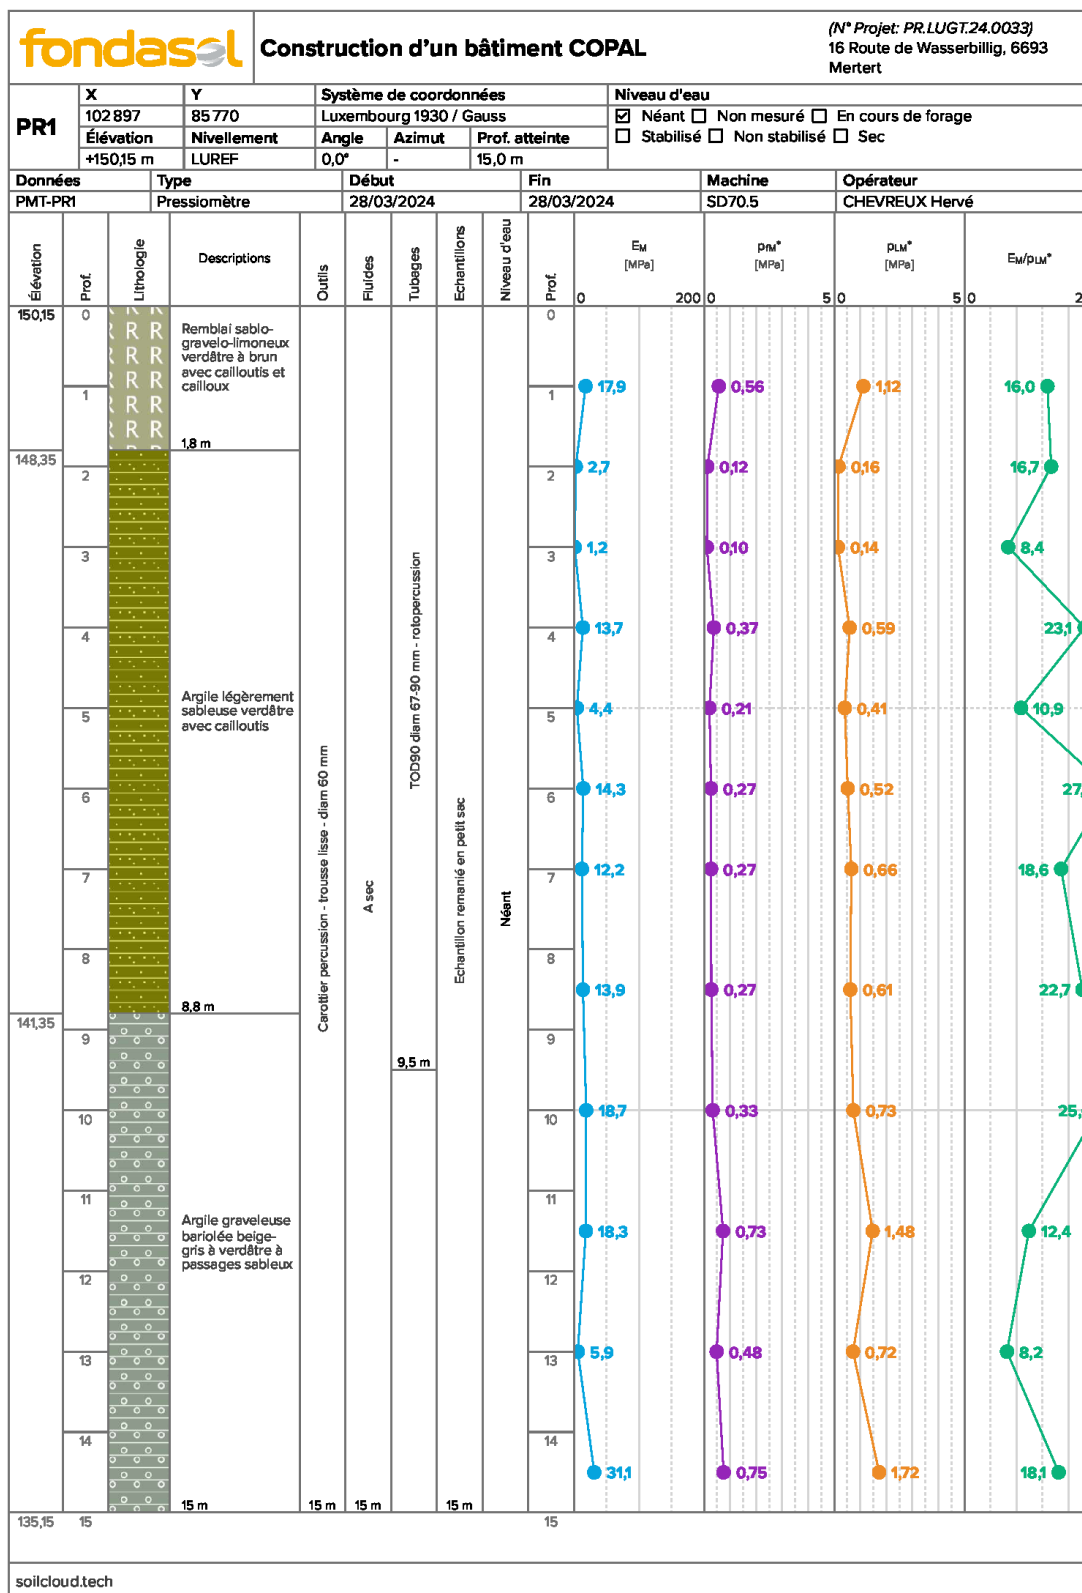 fondasol
Construction d'un bâtiment COPAL
(N° Projet: PR.LUGT.24.0033)
16 Route de Wasserbillig, 6693
Mertert
PR1
X Y Système de coordonnées Niveau d'eau
102 897 85 770 Luxembourg 1930 / Gauss
Néant Non mesuré En cours de forage
Élévation Nivellement Angle Azimut Prof. atteinte
Stabilisé Non stabilisé Sec
+150,15 m LUREF 0,0° - 15,0 m
Données Type Début Fin Machine Opérateur
PMT-PR1 Pressiomètre 28/03/2024 28/03/2024 SD70.5 CHEVREUX Hervé
Élévation Prof. Lithologie Descriptions Outils Fluides Tubages Echantillons Niveau d'eau Prof.
EM pfM* pLM* EM/pLM*
[MPa] [MPa] [MPa]
0 200 0 5 0 5 0 2
150,15 0 0
R R R
Remblai sablo-
gravelo-limoneux
verdâtre à brun
avec cailloutis et
cailloux
1 1 17,9 0,56 1,12 16,0
1,8 m
148,35
2 2 2,7 0,12 0,16 16,7
3 3 1,2 0,10 0,14 8,4
4 4 13,7 0,37 0,59 23,1
Argile légèrement
sableuse verdâtre
avec cailloutis
5 5 4,4 0,21 0,41 10,9
6 6 14,3 0,27 0,52 27,
7 7 12,2 0,27 0,66 18,6
8 8
13,9 0,27 0,61 22,7
8,8 m
141,35
9 9
Carottier percussion - trousse lisse - diam 60 mm
A sec
TOD90 diam 67-90 mm - rotopercussion
9,5 m
Echantillon remanié en petit sac
Néant
10 10 18,7 0,33 0,73 25,
11 11
Argile graveleuse
bariolée beige-
gris à verdâtre à
passages sableux
18,3 0,73 1,48 12,4
12 12
13 13 5,9 0,48 0,72 8,2
14 14
31,1 0,75 1,72 18,1
15 m 15 m 15 m 15 m
135,15 15 15
soilcloud.tech